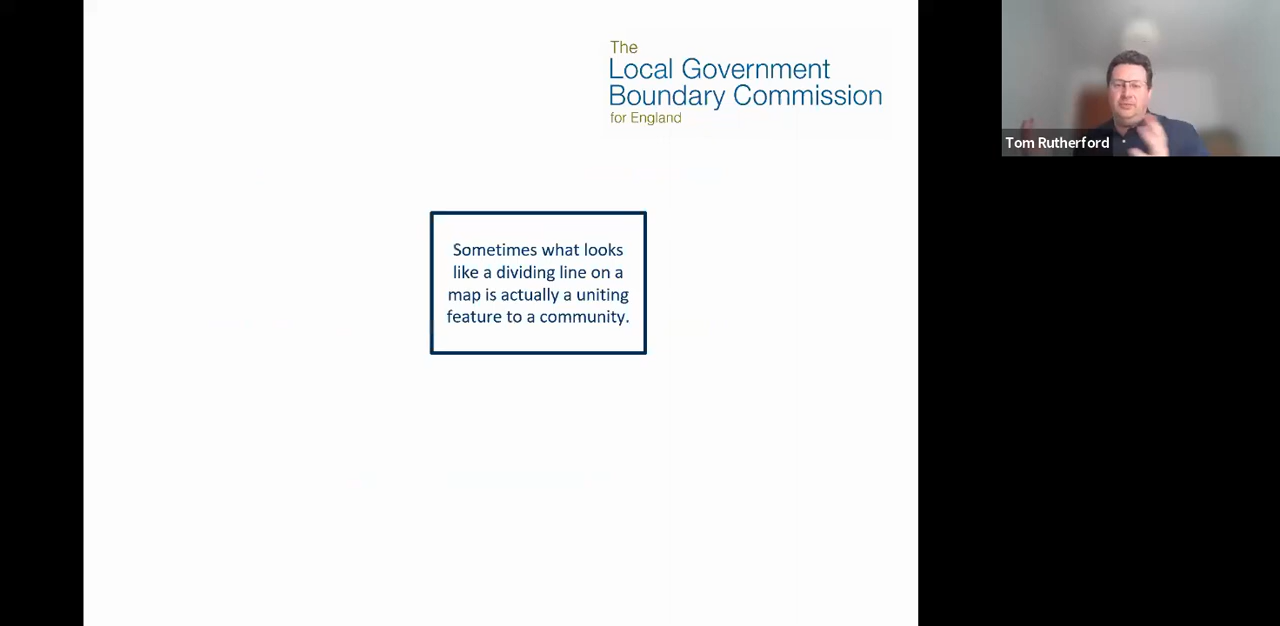 The
Local Government
Boundary Commission
for England
Tom Rutherford
Sometimes what looks
like a dividing line on a
map is actually a uniting
feature to a community.